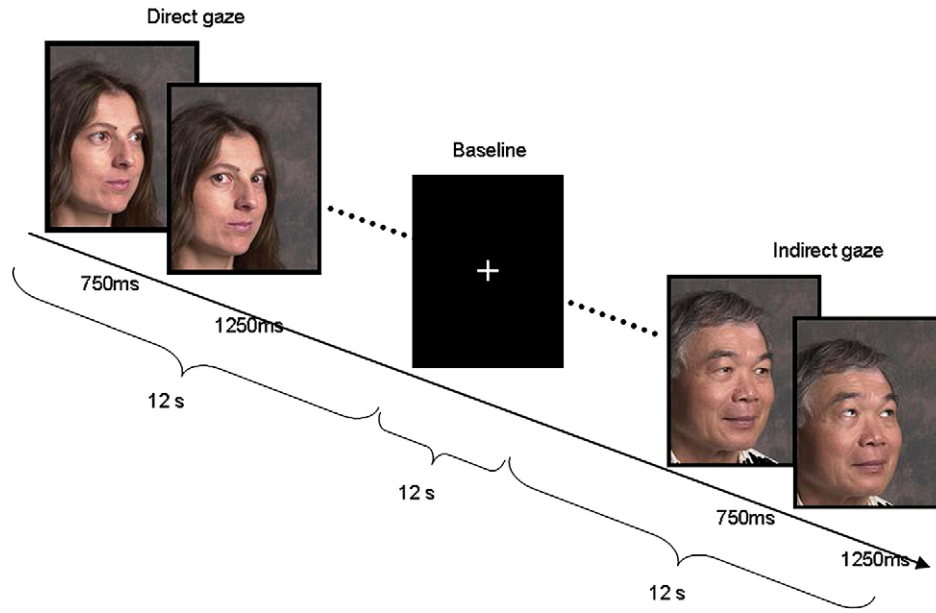 Direct gaze
Baseline
Indirect gaze
750ms
1250ms
12 s
12 s
750ms
1250ms
12 s